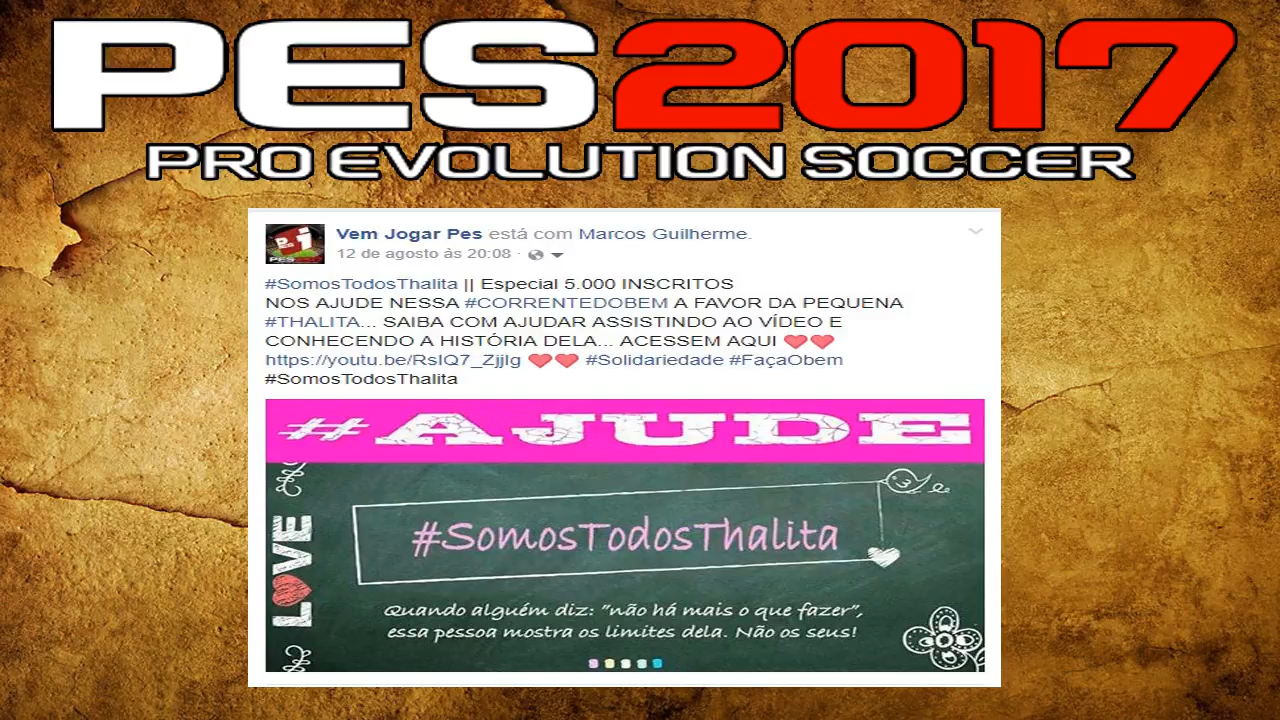 PES2017
PRO EVOLUTION SOCCER
Vem Jogar Pes está com Marcos Guilherme.
12 de agosto às 20:08 ·
#SomosTodosThalita || Especial 5.000 INSCRITOS
NOS AJUDE NESSA #CORRENTEDOBEM A FAVOR DA PEQUENA
#THALITA... SAIBA COM AJUDAR ASSISTINDO AO VÍDEO E
CONHECENDO A HISTÓRIA DELA... ACESSEM AQUI ❤❤
https://youtu.be/RsIQ7_ZjjIg ❤❤ #Solidariedade #FaçaObem
#SomosTodosThalita
#AJUDE
LOVE
#SomosTodosThalita
Quando alguém diz: "não há mais o que fazer",
essa pessoa mostra os limites dela. Não os seus!